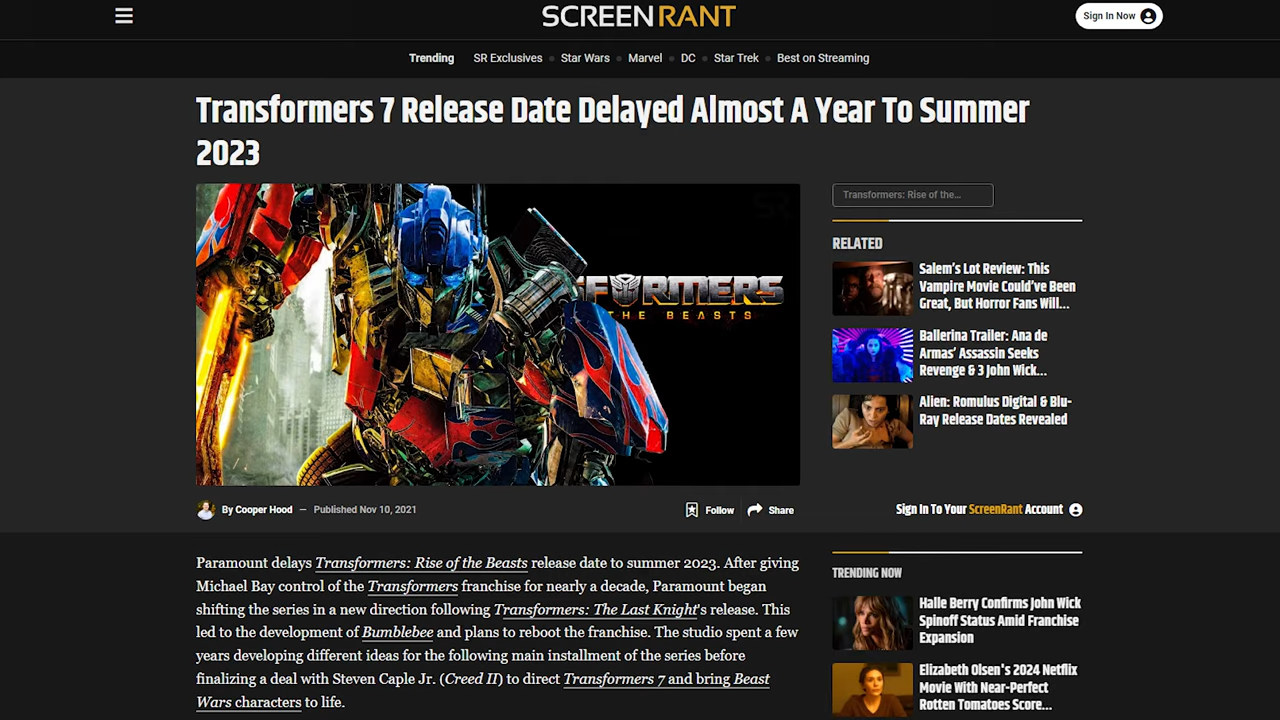 SCREENRANT
Sign In Now
Trending
SR Exclusives
Star Wars
Marvel
DC
Star Trek
Best on Streaming
Transformers 7 Release Date Delayed Almost A Year To Summer
2023
SR
FORMERS
THE BEASTS
By Cooper Hood — Published Nov 10, 2021
Follow
Share
Paramount delays Transformers: Rise of the Beasts release date to summer 2023. After giving
Michael Bay control of the Transformers franchise for nearly a decade, Paramount began
shifting the series in a new direction following Transformers: The Last Knight's release. This
led to the development of Bumblebee and plans to reboot the franchise. The studio spent a few
years developing different ideas for the following main installment of the series before
finalizing a deal with Steven Caple Jr. (Creed II) to direct Transformers 7 and bring Beast
Wars characters to life.
Transformers: Rise of the...
RELATED
Salem's Lot Review: This
Vampire Movie Could've Been
Great, But Horror Fans Will...
Ballerina Trailer: Ana de
Armas' Assassin Seeks
Revenge & 3 John Wick...
Alien: Romulus Digital & Blu-
Ray Release Dates Revealed
Sign In To Your ScreenRant Account
TRENDING NOW
Halle Berry Confirms John Wick
Spinoff Status Amid Franchise
Expansion
Elizabeth Olsen's 2024 Netflix
Movie With Near-Perfect
Rotten Tomatoes Score...